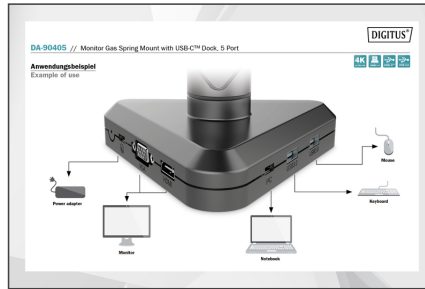 DIGITUS®
DA-90405 // Monitor Gas Spring Mount with USB-C™ Dock, 5 Port
4K
Anwendungsbeispiel
Example of use
Mouse
Power adapter
Keyboard
Monitor
Notebook